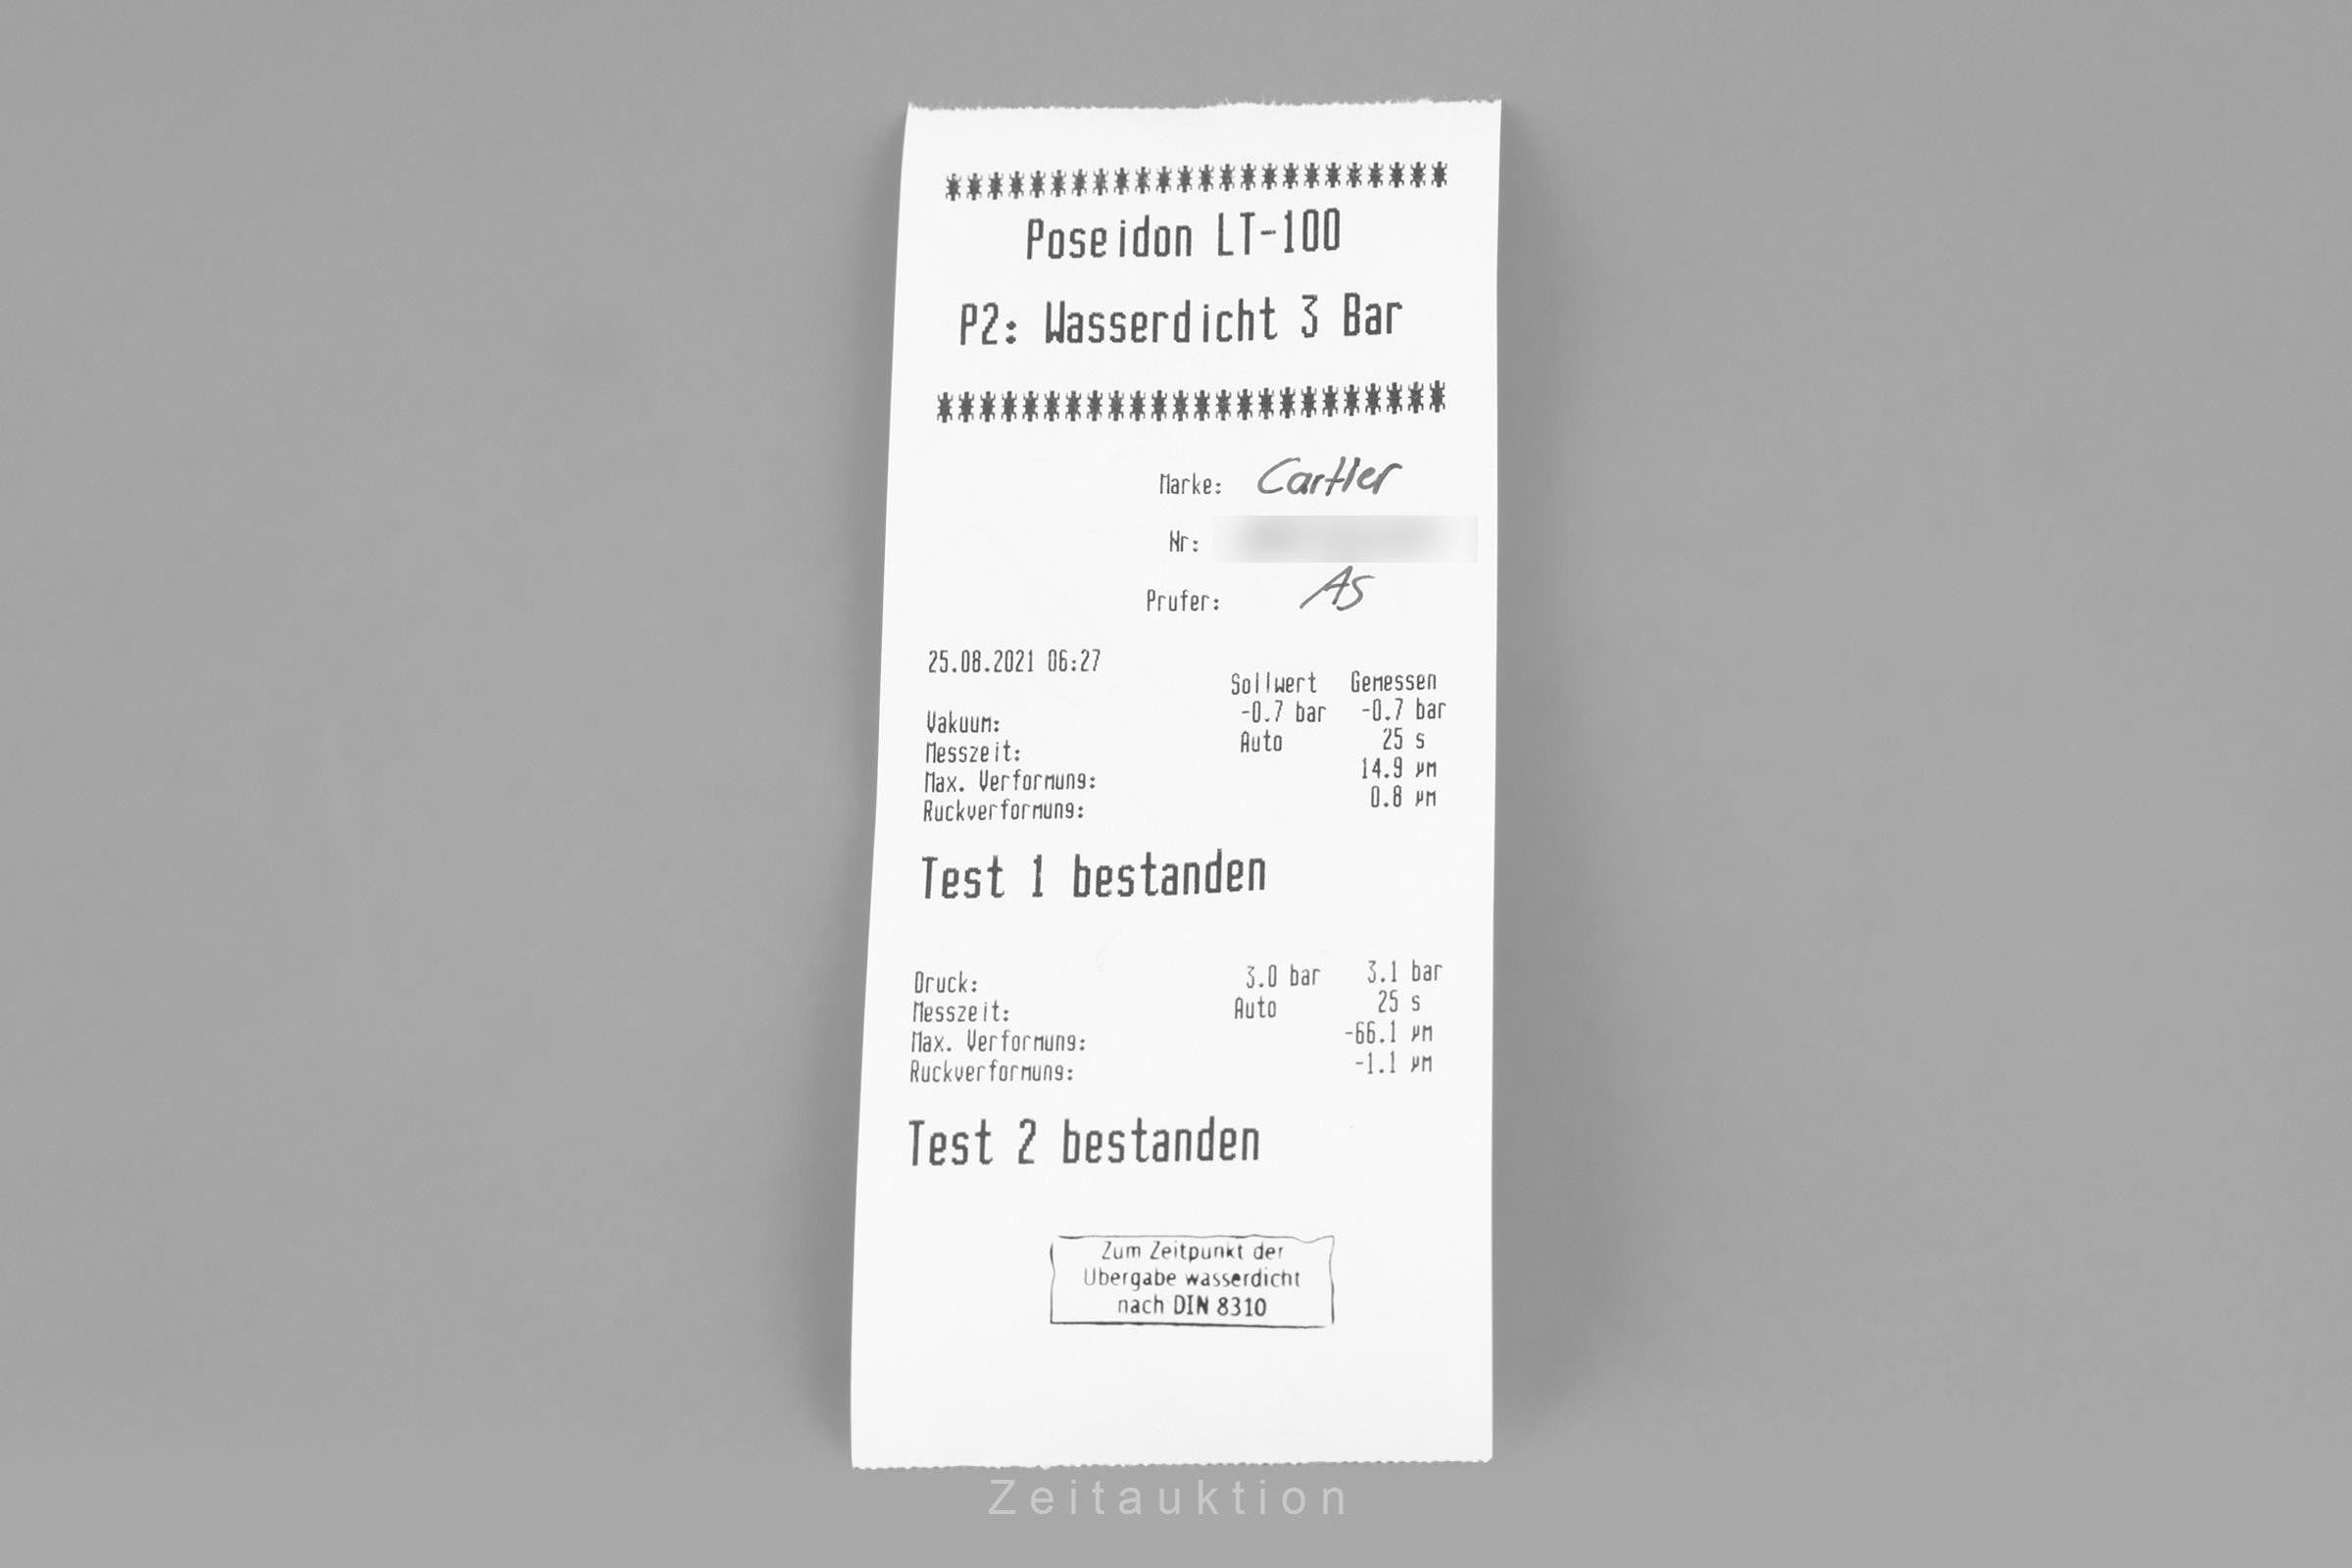 ************************
Poseidon LT-100
P2: Wasserdicht 3 Bar
************************
Marke: Cartier
Nr:
Prufer: AS
25.08.2021 06:27
Sollwert Gemessen
Vakuum: -0.7 bar -0.7 bar
Messzeit: Auto 25 s
Max. Verformung: 14.9 µm
Ruckverformung: 0.8 µm
Test 1 bestanden
Druck: 3.0 bar 3.1 bar
Messzeit: Auto 25 s
Max. Verformung: -66.1 µm
Ruckverformung: -1.1 µm
Test 2 bestanden
Zum Zeitpunkt der
Ubergabe wasserdicht
nach DIN 8310
Zeitauktion